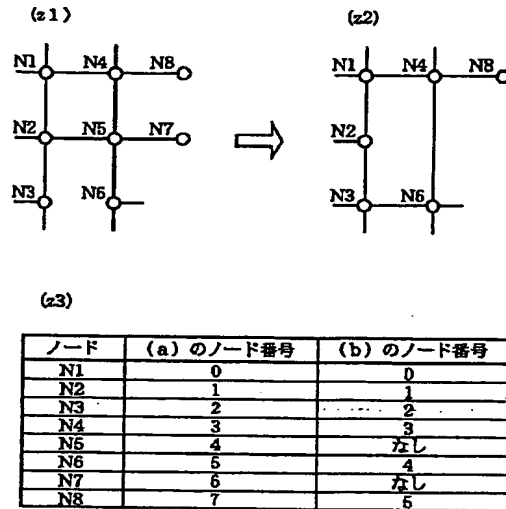 (z1)
(z2)
N1 N4 N8
N2 N5 N7
N3 N6
N1 N4 N8
N2
N3 N6
(z3)
ノード (a)のノード番号 (b)のノード番号
N1 0 0
N2 1 1
N3 2 2
N4 3 3
N5 4 なし
N6 5 4
N7 6 なし
N8 7 5